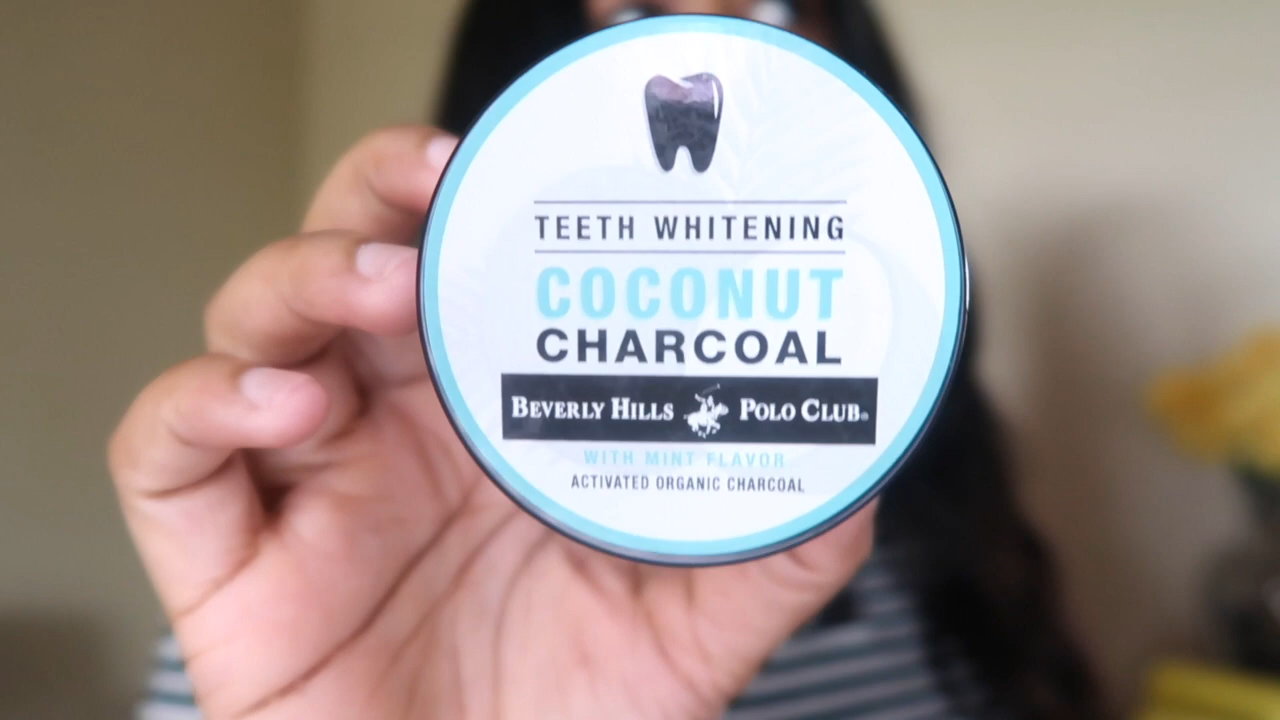 TEETH WHITENING
COCONUT
CHARCOAL
BEVERLY HILLS POLO CLUB®
WITH MINT FLAVOR
ACTIVATED ORGANIC CHARCOAL